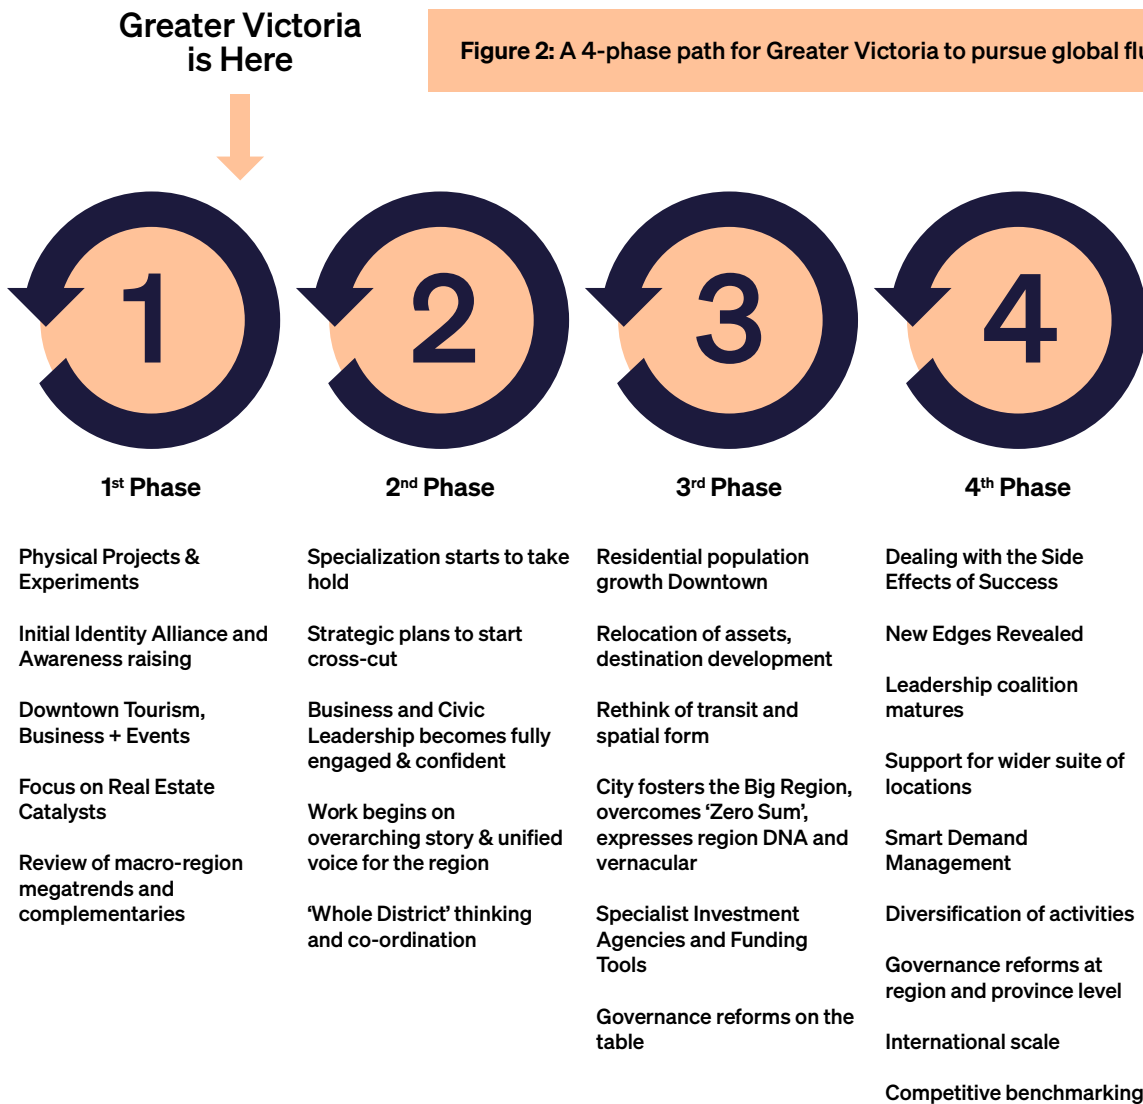 Greater Victoria
is Here
Figure 2: A 4-phase path for Greater Victoria to pursue global
1
2
3
4
1st Phase
Physical Projects &
Experiments
Initial Identity Alliance and
Awareness raising
Downtown Tourism,
Business + Events
Focus on Real Estate
Catalysts
Review of macro-region
megatrends and
complementaries
2nd Phase
Specialization starts to take
hold
Strategic plans to start
cross-cut
Business and Civic
Leadership becomes fully
engaged & confident
Work begins on
overarching story & unified
voice for the region
‘Whole District’ thinking
and co-ordination
3rd Phase
Residential population
growth Downtown
Relocation of assets,
destination development
Rethink of transit and
spatial form
City fosters the Big Region,
overcomes ‘Zero Sum’,
expresses region DNA and
vernacular
Specialist Investment
Agencies and Funding
Tools
Governance reforms on the
table
4th Phase
Dealing with the Side
Effects of Success
New Edges Revealed
Leadership coalition
matures
Support for wider suite of
locations
Smart Demand
Management
Diversification of activities
Governance reforms at
region and province level
International scale
Competitive benchmarking